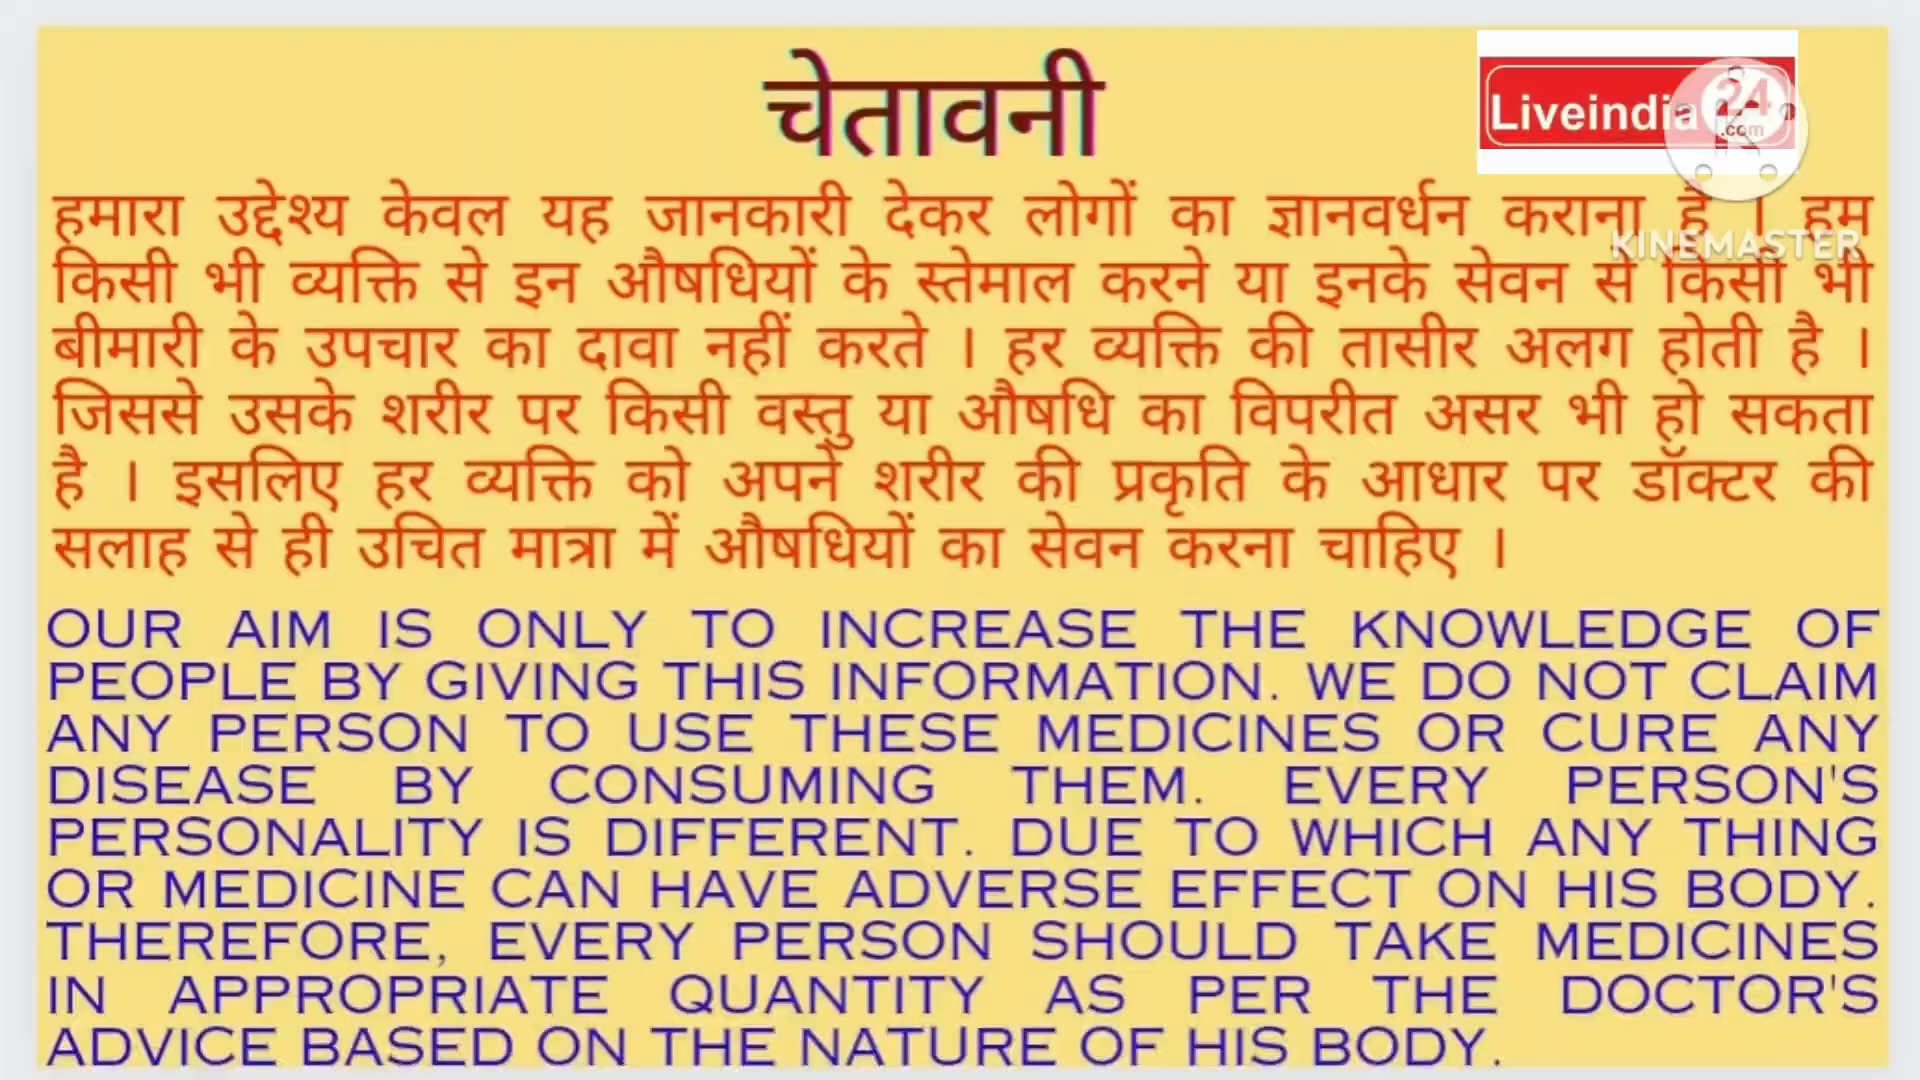 चेतावनी
Liveindia 24 .com
हमारा उद्देश्य केवल यह जानकारी देकर लोगों का ज्ञानवर्धन कराना है । हम
KINEMASTER
किसी भी व्यक्ति से इन औषधियों के स्तेमाल करने या इनके सेवन से किसी भी
बीमारी के उपचार का दावा नहीं करते । हर व्यक्ति की तासीर अलग होती है ।
जिससे उसके शरीर पर किसी वस्तु या औषधि का विपरीत असर भी हो सकता
है । इसलिए हर व्यक्ति को अपने शरीर की प्रकृति के आधार पर डॉक्टर की
सलाह से ही उचित मात्रा में औषधियों का सेवन करना चाहिए ।
OUR AIM IS ONLY TO INCREASE THE KNOWLEDGE OF
PEOPLE BY GIVING THIS INFORMATION. WE DO NOT CLAIM
ANY PERSON TO USE THESE MEDICINES OR CURE ANY
DISEASE BY CONSUMING THEM. EVERY PERSON'S
PERSONALITY IS DIFFERENT. DUE TO WHICH ANY THING
OR MEDICINE CAN HAVE ADVERSE EFFECT ON HIS BODY.
THEREFORE, EVERY PERSON SHOULD TAKE MEDICINES
IN APPROPRIATE QUANTITY AS PER THE DOCTOR'S
ADVICE BASED ON THE NATURE OF HIS BODY.